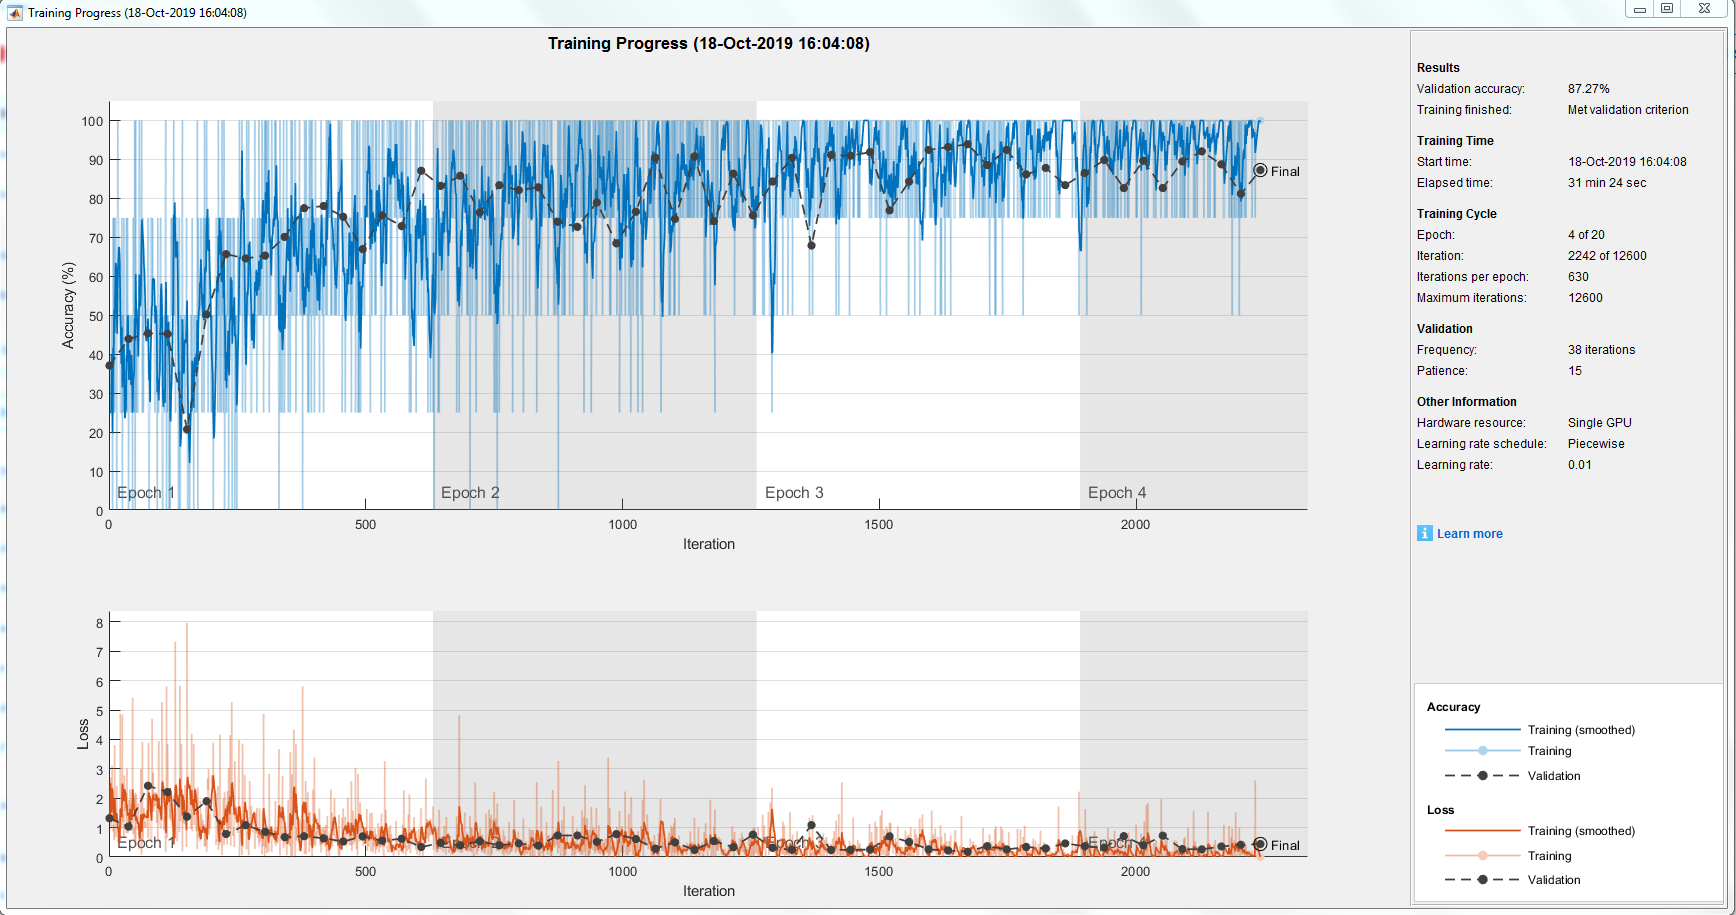 Training Progress (18-Oct-2019 16:04:08)
Training Progress (18-Oct-2019 16:04:08)
100
90
80
70
60
50
40
30
20
10
0
Accuracy (%)
Final
Epoch 1
Epoch 2
Epoch 3
Epoch 4
0
500
1000
1500
2000
Iteration
8
7
6
5
4
3
2
1
0
Loss
Final
Epoch 1
Epoch 2
Epoch 3
Epoch 4
0
500
1000
1500
2000
Iteration
Results
Validation accuracy: 87.27%
Training finished: Met validation criterion
Training Time
Start time: 18-Oct-2019 16:04:08
Elapsed time: 31 min 24 sec
Training Cycle
Epoch: 4 of 20
Iteration: 2242 of 12600
Iterations per epoch: 630
Maximum iterations: 12600
Validation
Frequency: 38 iterations
Patience: 15
Other Information
Hardware resource: Single GPU
Learning rate schedule: Piecewise
Learning rate: 0.01
i Learn more
Accuracy
Training (smoothed)
Training
Validation
Loss
Training (smoothed)
Training
Validation